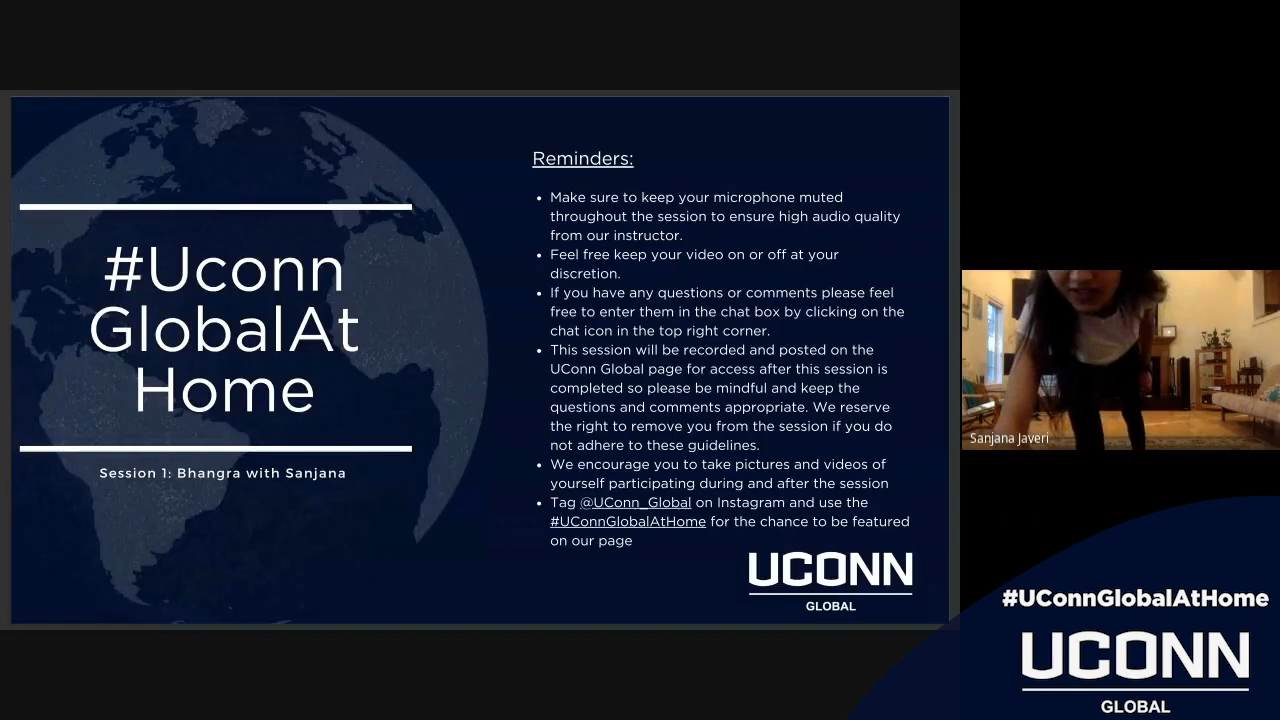 #Uconn
GlobalAt
Home
Session 1: Bhangra with Sanjana
Reminders:
• Make sure to keep your microphone muted
throughout the session to ensure high audio quality
from our instructor.
• Feel free keep your video on or off at your
discretion.
• If you have any questions or comments please feel
free to enter them in the chat box by clicking on the
chat icon in the top right corner.
• This session will be recorded and posted on the
UConn Global page for access after this session is
completed so please be mindful and keep the
questions and comments appropriate. We reserve
the right to remove you from the session if you do
not adhere to these guidelines.
• We encourage you to take pictures and videos of
yourself participating during and after the session
• Tag @UConn_Global on Instagram and use the
#UConnGlobalAtHome for the chance to be featured
on our page
UCONN
GLOBAL
Sanjana Javeri
#UConnGlobalAtHome
UCONN
GLOBAL